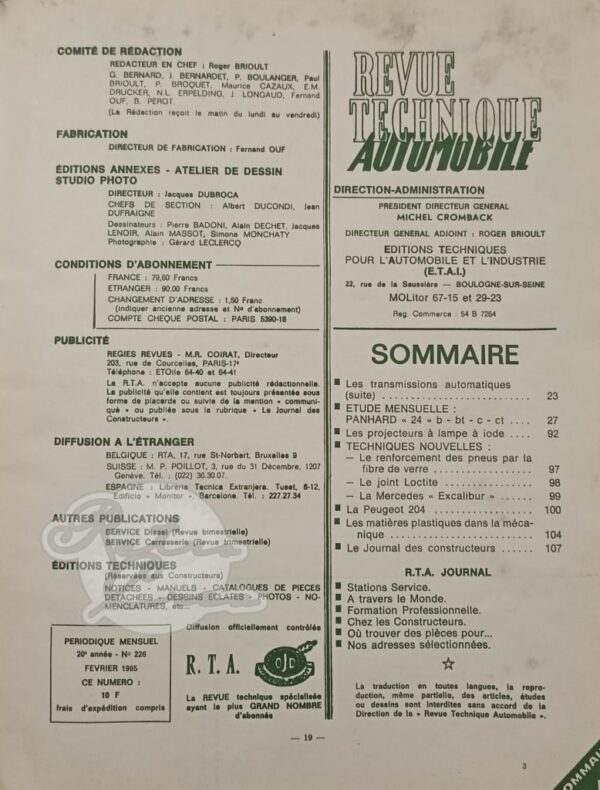 COMITÉ DE RÉDACTION
REDACTEUR EN CHEF : Roger BRIOULT
G. BERNARD, J. BERNARDET, P. BOULANGER, Paul
BRIOULT, P. BROQUET, Maurice CAZAUX, E.M.
DRUCKER, N.L. ERPELDING, J. LONGAUD, Fernand
OUF, B. PEROT.
(La Rédaction reçoit le matin du lundi au vendredi)
FABRICATION
DIRECTEUR DE FABRICATION : Fernand OUF
ÉDITIONS ANNEXES - ATELIER DE DESSIN
STUDIO PHOTO
DIRECTEUR : Jacques DUBROCA
CHEFS DE SECTION : Albert DUCONDI, Jean
DUFRAIGNE
Dessinateurs : Pierre BADONI, Alain DECHET, Jacques
LENOIR, Alain MASSOT, Simone MONCHATY
Photographie : Gérard LECLERCQ
CONDITIONS D'ABONNEMENT
FRANCE : 79,60 Francs
ETRANGER : 90,00 Francs
CHANGEMENT D'ADRESSE : 1,50 Franc
(indiquer ancienne adresse et Nº d'abonnement)
COMPTE CHEQUE POSTAL : PARIS 5390-18
PUBLICITÉ
REGIES REVUES - M.R. COIRAT, Directeur
203, rue de Courcelles, PARIS-17ᵉ
Téléphone : ETOile 64-40 et 64-41
La R.T.A. n'accepte aucune publicité rédactionnelle.
La publicité qu'elle contient est toujours présentée sous
forme de placards ou suivie de la mention « communi-
qué » ou publiée sous la rubrique « Le Journal des
Constructeurs ».
DIFFUSION A L'ÉTRANGER
BELGIQUE : RTA, 17, rue St-Norbert, Bruxelles 9
SUISSE : M. P. POILLOT, 3, rue du 31 Décembre, 1207
Genève. Tél. : (022) 36.30.07.
ESPAGNE : Libreria Tecnica Extranjera. Tuset, 8-12,
Edificio « Monitor ». Barcelone. Tél. : 227.27.34
AUTRES PUBLICATIONS
SERVICE Diesel (Revue bimestrielle)
SERVICE Carrosserie (Revue trimestrielle)
ÉDITIONS TECHNIQUES
(Réservées aux Constructeurs)
NOTICES - MANUELS - CATALOGUES DE PIECES
DETACHEES - DESSINS ECLATES - PHOTOS - NO-
MENCLATURES, etc...
PERIODIQUE MENSUEL
20ᵉ année - Nº 226
FEVRIER 1965
CE NUMERO :
10 F
frais d'expédition compris
Diffusion officiellement contrôlée
R. T. A.
OJD
La REVUE technique spécialisée
ayant le plus GRAND NOMBRE
d'abonnés
REVUE
TECHNIQUE
AUTOMOBILE
DIRECTION-ADMINISTRATION
PRESIDENT DIRECTEUR GENERAL
MICHEL CROMBACK
DIRECTEUR GENERAL ADJOINT : ROGER BRIOULT
EDITIONS TECHNIQUES
POUR L'AUTOMOBILE ET L'INDUSTRIE
(E.T.A.I.)
22, rue de la Saussière — BOULOGNE-SUR-SEINE
MOLitor 67-15 et 29-23
Reg. Commerce : 54 B 7264
SOMMAIRE
Les transmissions automatiques
(suite) ........ 23
ETUDE MENSUELLE :
PANHARD « 24 » b - bt - c - ct .... 27
Les projecteurs à lampe à iode .... 92
TECHNIQUES NOUVELLES :
— Le renforcement des pneus par la
fibre de verre ........ 97
— Le joint Loctite ........ 98
— La Mercedes « Excalibur » .... 99
La Peugeot 204 ........ 100
Les matières plastiques dans la méca-
nique ........ 104
Le Journal des constructeurs ...... 107
R.T.A. JOURNAL
Stations Service.
A travers le Monde.
Formation Professionnelle.
Chez les Constructeurs.
Où trouver des pièces pour...
Nos adresses sélectionnées.
La traduction en toutes langues, la repro-
duction, même partielle, des articles, études
ou dessins sont interdites sans accord de la
Direction de la « Revue Technique Automobile ».
— 19 —
3